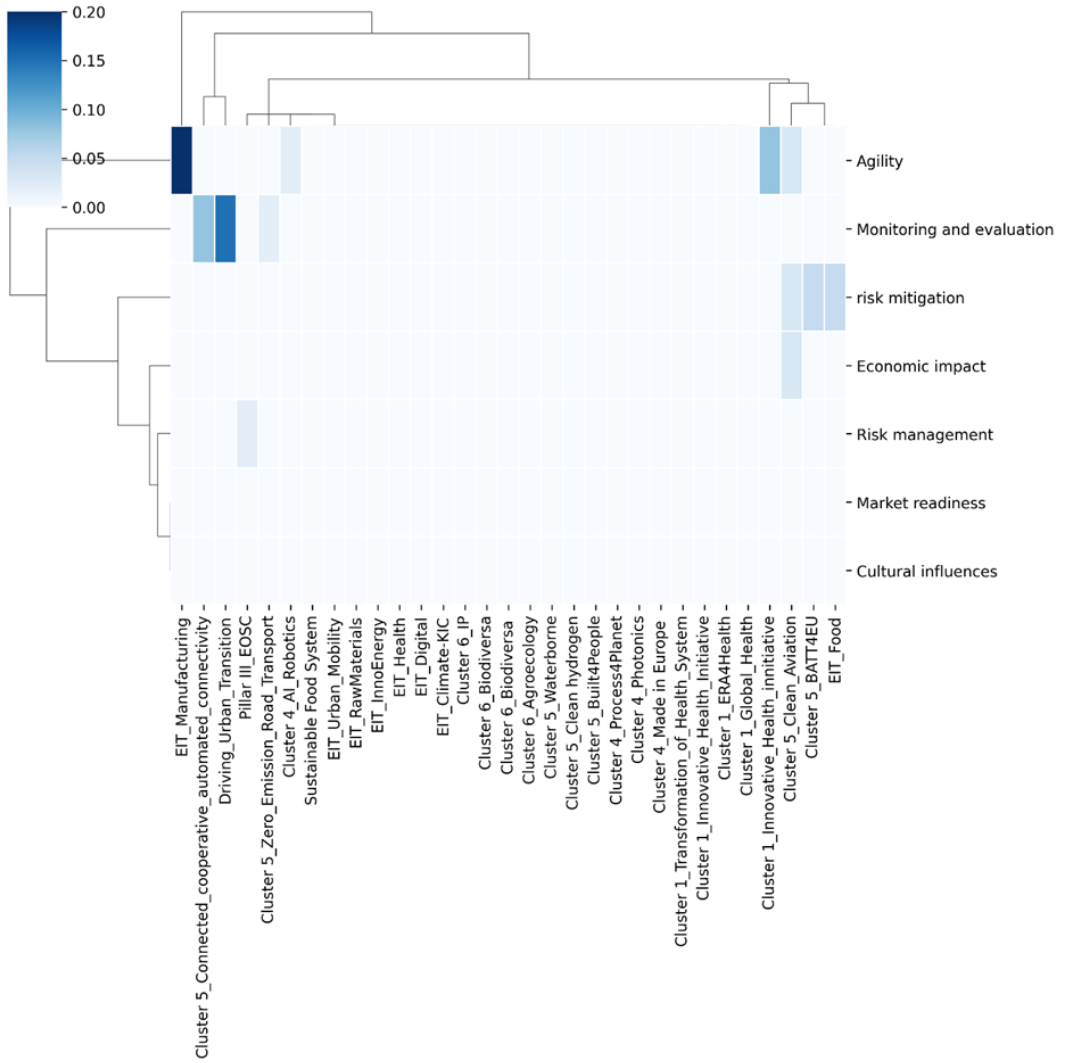 0.20
0.15
0.10
0.05
0.00
Agility
Monitoring and evaluation
risk mitigation
Economic impact
Risk management
Market readiness
Cultural influences
EIT_Manufacturing
Cluster 5_Connected_cooperative_automated_connectivity
Driving_Urban_Transition
Pillar III_EOSC
Cluster 5_Zero_Emission_Road_Transport
Cluster 4_AI_Robotics
Sustainable Food System
EIT_Urban_Mobility
EIT_RawMaterials
EIT_InnoEnergy
EIT_Health
EIT_Digital
EIT_Climate-KIC
Cluster 6_IP
Cluster 6_Biodiversa
Cluster 6_Biodiversa
Cluster 6_Agroecology
Cluster 5_Waterborne
Cluster 5_Clean hydrogen
Cluster 5_Built4People
Cluster 4_Process4Planet
Cluster 4_Photonics
Cluster 4_Made in Europe
Cluster 1_Transformation_of_Health_System
Cluster 1_Innovative_Health_Initiative
Cluster 1_ERA4Health
Cluster 1_Global_Health
Cluster 1_Innovative_Health_innitiative
Cluster 5_Clean_Aviation
Cluster 5_BATT4EU
EIT_Food